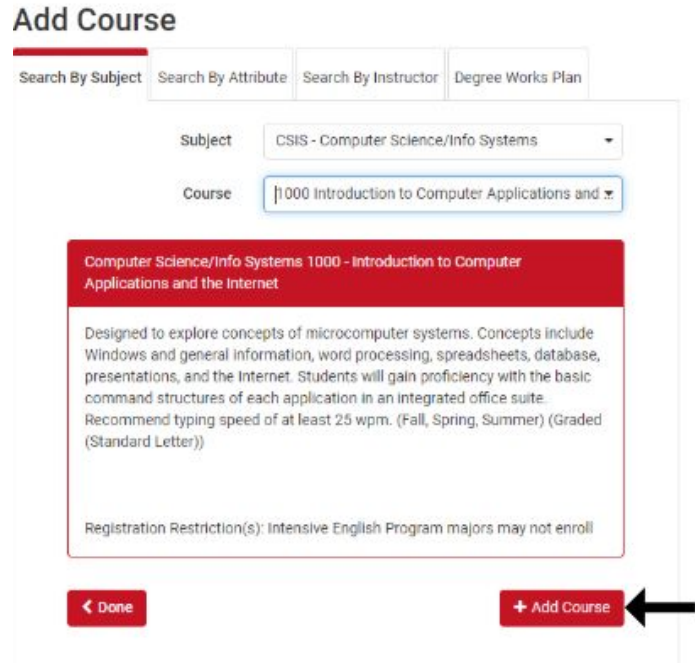 Add Course
Search By Subject Search By Attribute Search By Instructor Degree Works Plan
Subject CSIS - Computer Science/Info Systems
Course 1000 Introduction to Computer Applications and
Computer Science/Info Systems 1000 - Introduction to Computer
Applications and the Internet
Designed to explore concepts of microcomputer systems. Concepts include
Windows and general information, word processing, spreadsheets, database,
presentations, and the Internet. Students will gain proficiency with the basic
command structures of each application in an integrated office suite.
Recommend typing speed of at least 25 wpm. (Fall, Spring, Summer) (Graded
(Standard Letter))
Registration Restriction(s): Intensive English Program majors may not enroll
Done
+ Add Course